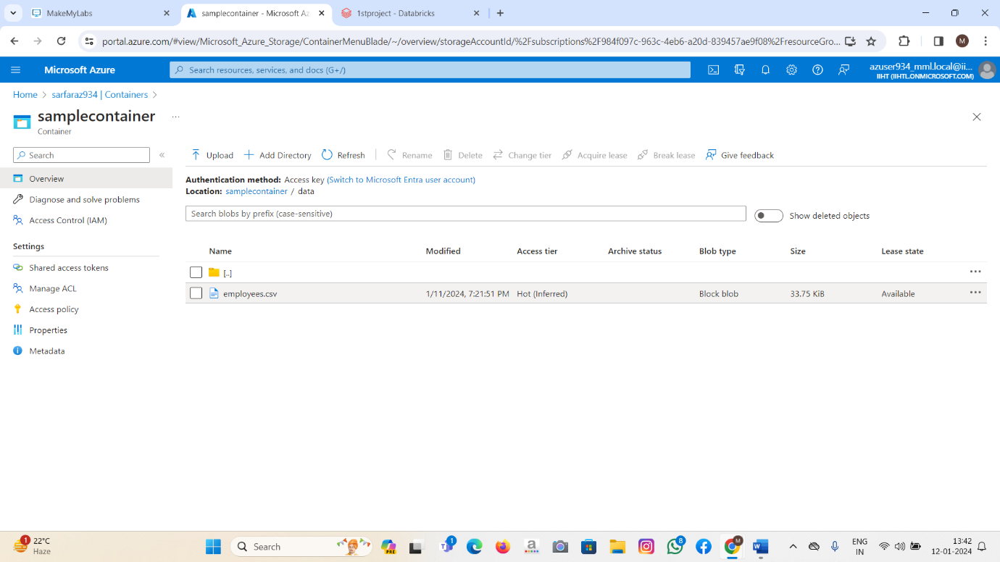 MakeMyLabs
samplecontainer - Microsoft Az
1stproject - Databricks
portal.azure.com/#view/Microsoft_Azure_Storage/ContainerMenuBlade/~/overview/storageAccountId/%2Fsubscriptions%2F984f097c-963c-4eb6-a20d-839457ae9f08%2FresourceGro...
M
Microsoft Azure
Search resources, services, and docs (G+/)
azuser934_mml.local@ii...
IIHT (IIHTL.ONMICROSOFT.COM)
Home > sarfaraz934 | Containers >
samplecontainer ...
Container
Search
«
Overview
Diagnose and solve problems
Access Control (IAM)
Settings
Shared access tokens
Manage ACL
Access policy
Properties
Metadata
Upload Add Directory Refresh Rename Delete Change tier Acquire lease Break lease Give feedback
Authentication method: Access key (Switch to Microsoft Entra user account)
Location: samplecontainer / data
Search blobs by prefix (case-sensitive)
Show deleted objects
Name Modified Access tier Archive status Blob type Size Lease state
[..]
employees.csv 1/11/2024, 7:21:51 PM Hot (Inferred) Block blob 33.75 KiB Available
1
22°C
Haze
Search
PRE
1
a
8
M
W
ENG
IN
13:42
12-01-2024